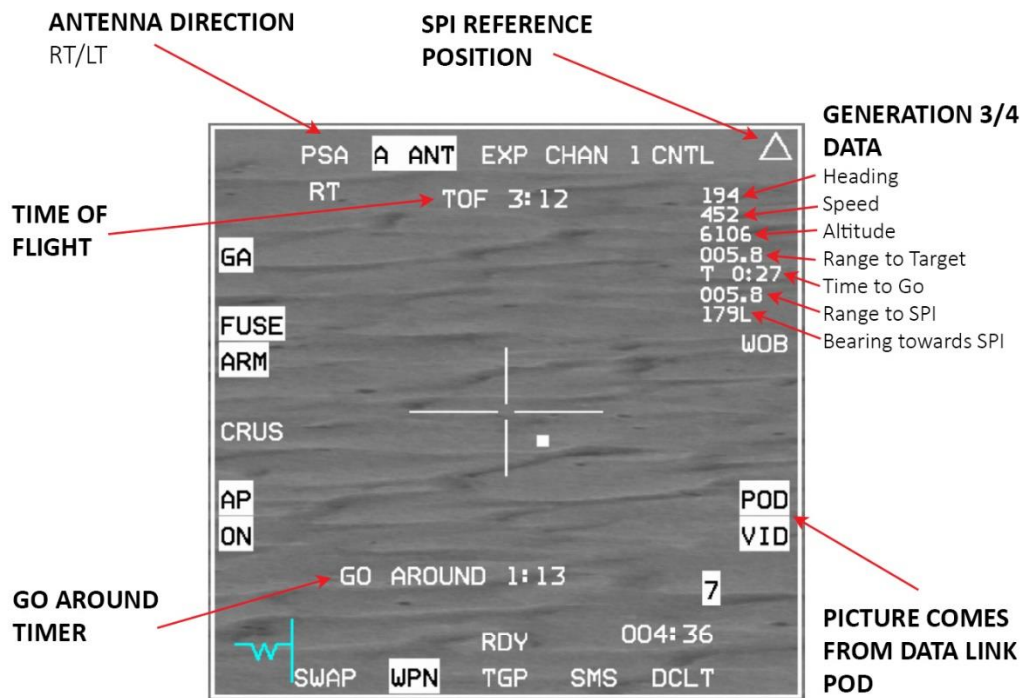 ANTENNA DIRECTION
RT/LT
SPI REFERENCE
POSITION
GENERATION 3/4
DATA
Heading
Speed
Altitude
Range to Target
Time to Go
Range to SPI
Bearing towards SPI
TIME OF
FLIGHT
PSA A ANT EXP CHAN 1 CNTL
RT
TOF 3:12
194
452
6106
005.8
T 0:27
005.8
179L
WOB
GA
FUSE
ARM
CRUS
AP
ON
POD
VID
GO AROUND 1:13
7
RDY
004:36
SWAP WPN TGP SMS DCLT
GO AROUND
TIMER
PICTURE COMES
FROM DATA LINK
POD